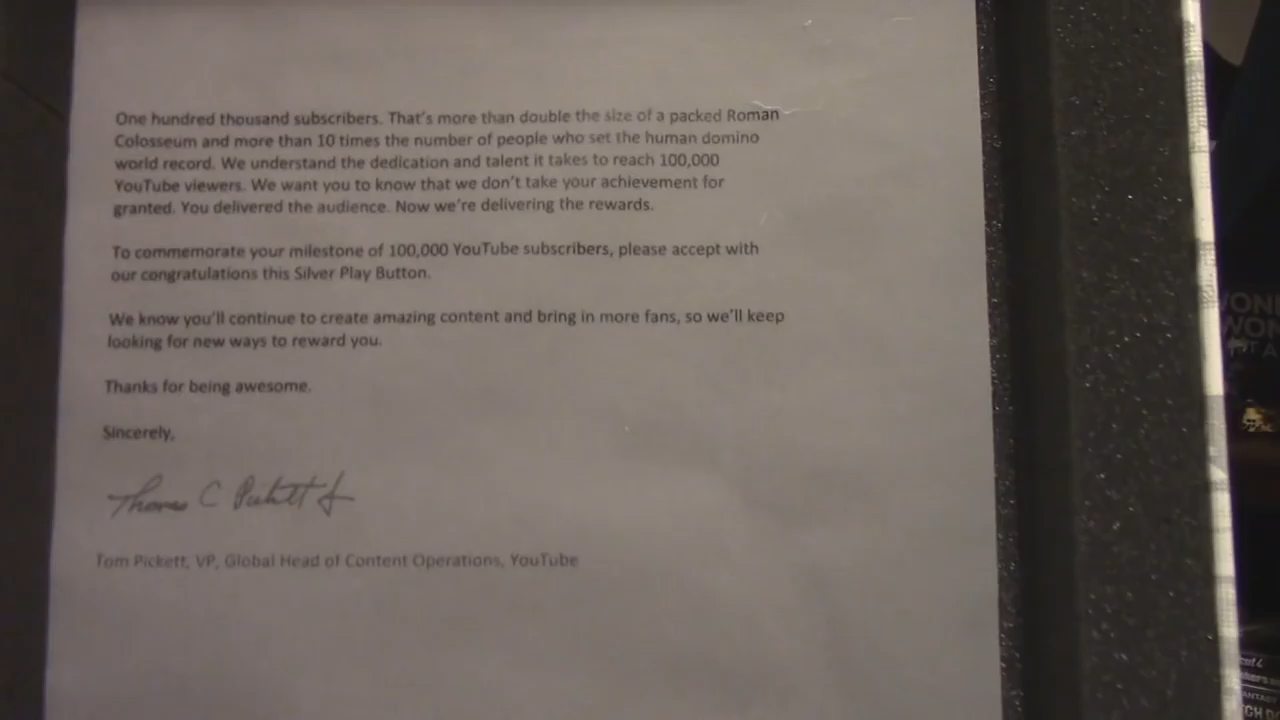 One hundred thousand subscribers. That's more than double the size of a packed Roman
Colosseum and more than 10 times the number of people who set the human domino
world record. We understand the dedication and talent it takes to reach 100,000
YouTube viewers. We want you to know that we don't take your achievement for
granted. You delivered the audience. Now we're delivering the rewards.
To commemorate your milestone of 100,000 YouTube subscribers, please accept with
our congratulations this Silver Play Button.
We know you'll continue to create amazing content and bring in more fans, so we'll keep
looking for new ways to reward you.
Thanks for being awesome.
Sincerely,
Thomas C Pickett Jr
Tom Pickett, VP, Global Head of Content Operations, YouTube